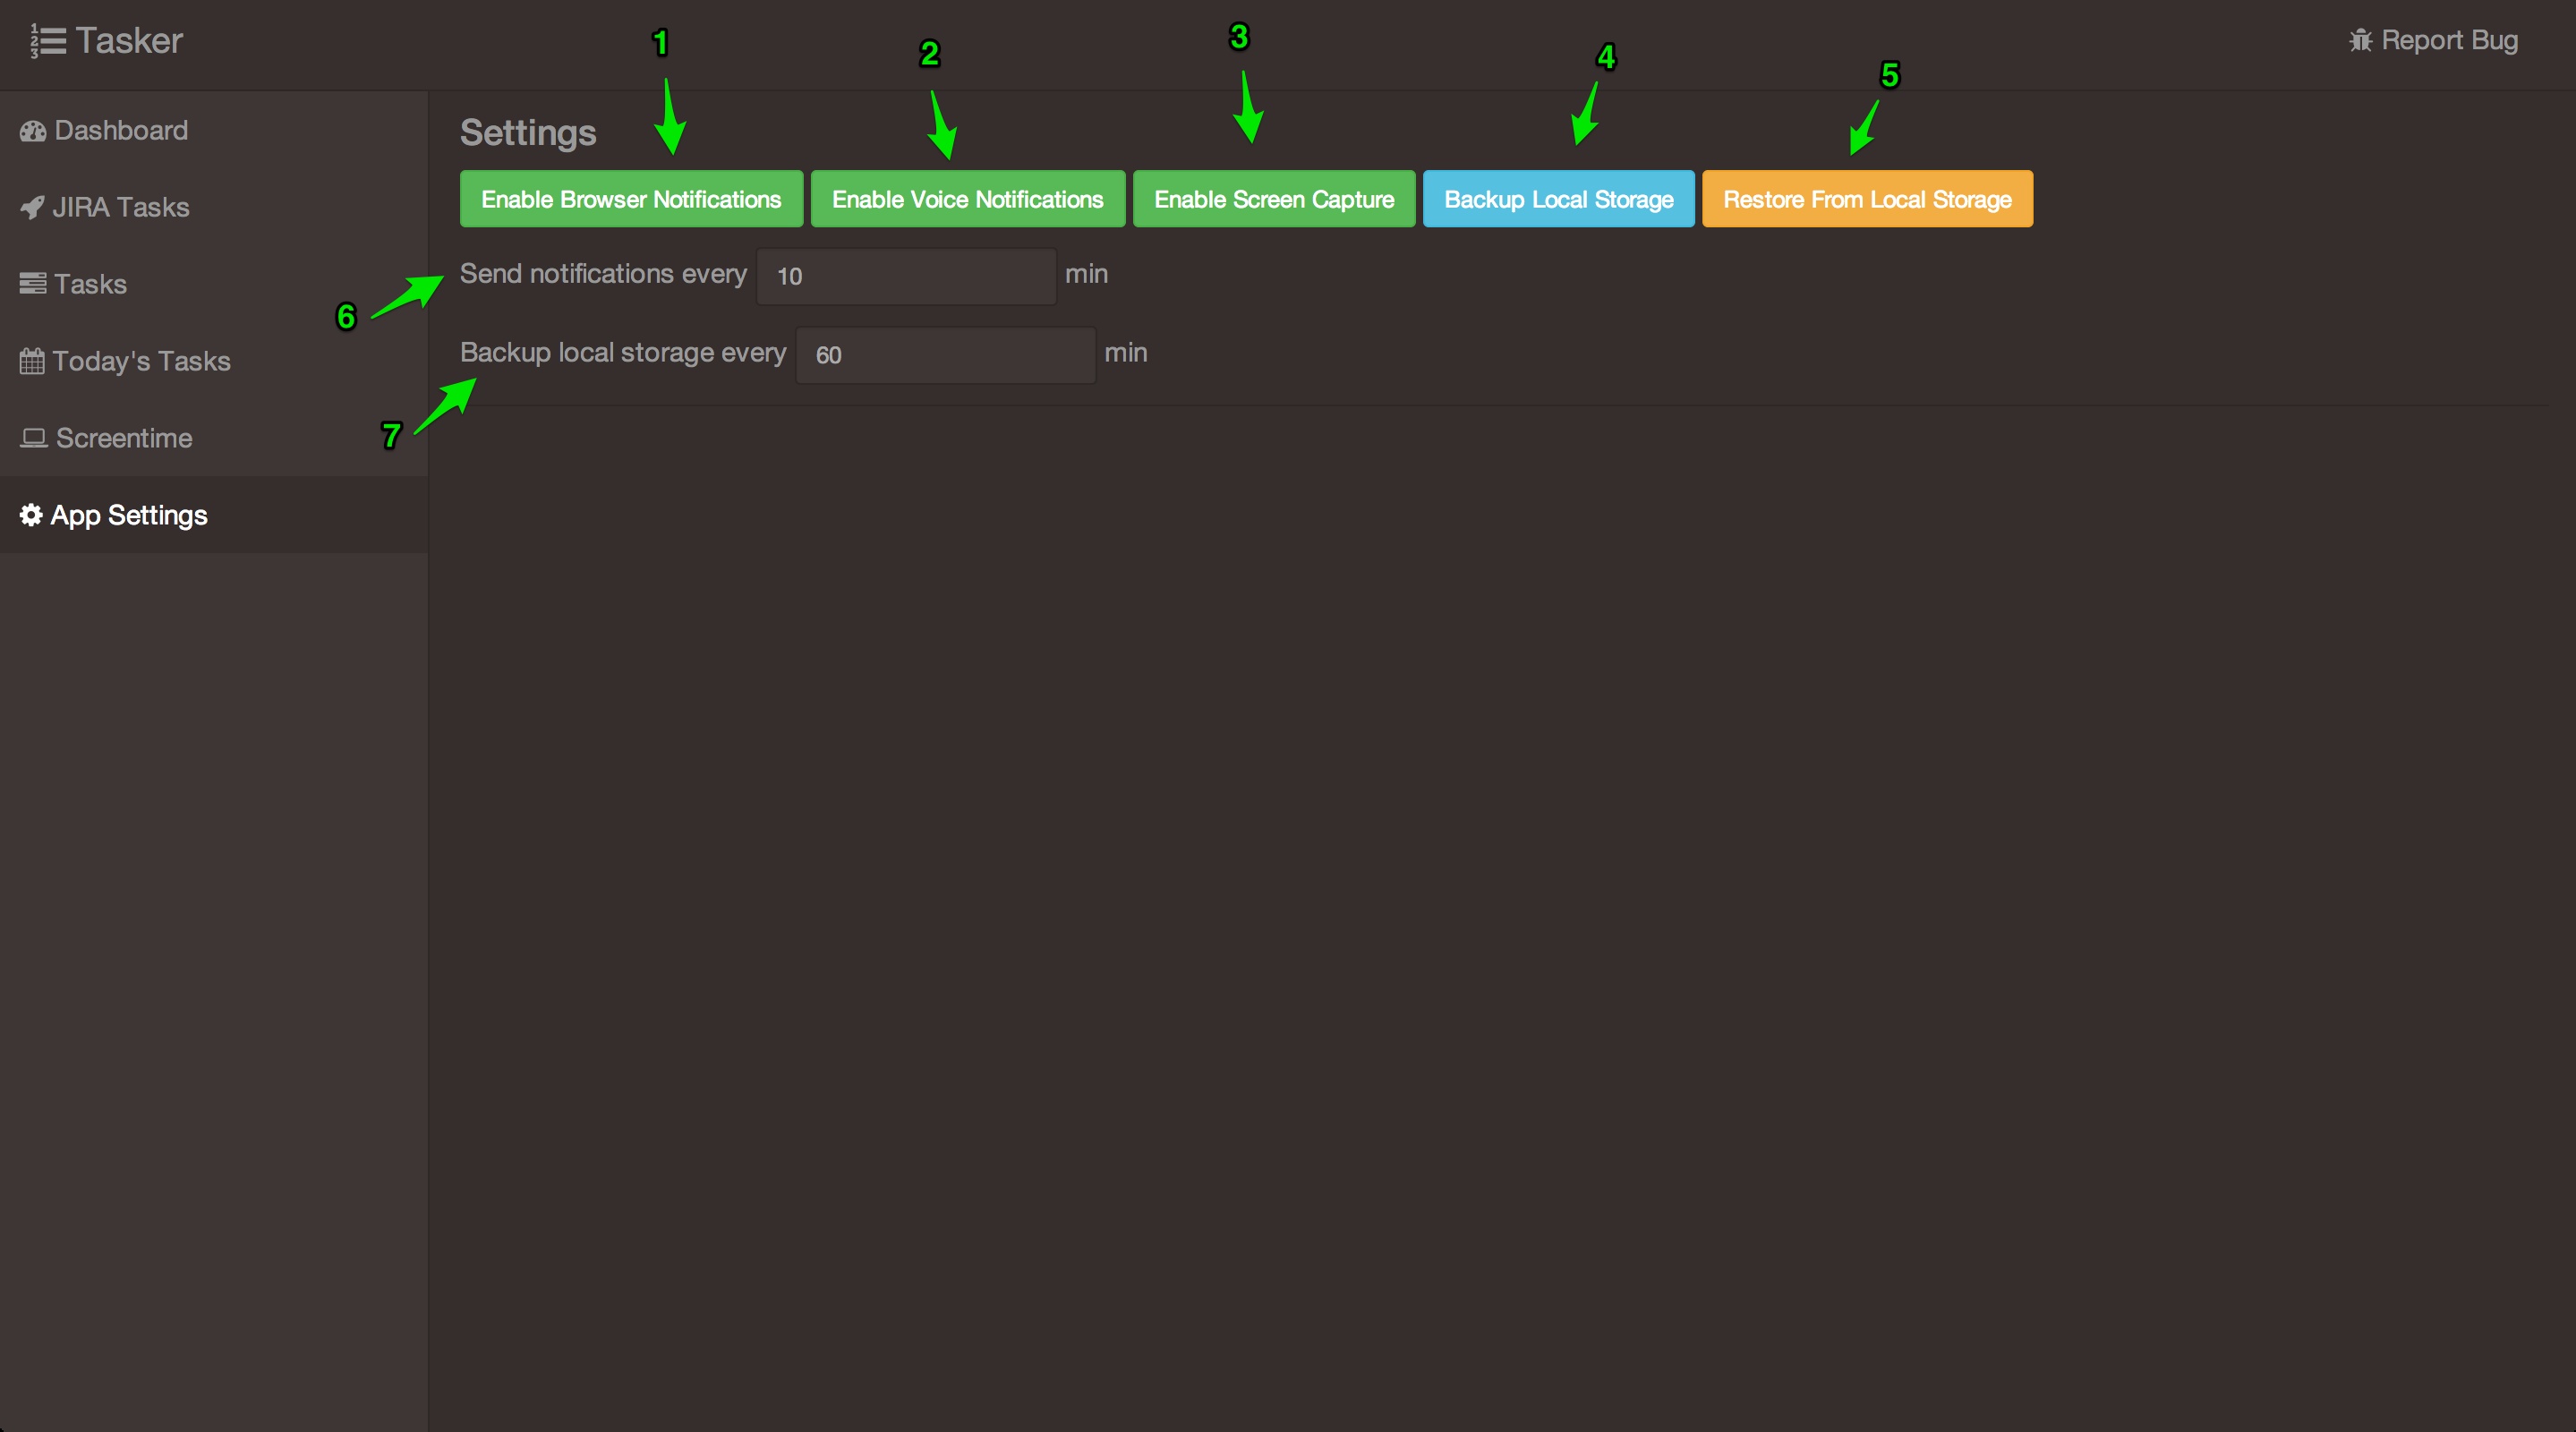 Tasker
Report Bug
1
2
3
4
5
Dashboard
JIRA Tasks
Tasks
Today's Tasks
Screentime
App Settings
Settings
Enable Browser Notifications
Enable Voice Notifications
Enable Screen Capture
Backup Local Storage
Restore From Local Storage
6
Send notifications every 10 min
7
Backup local storage every 60 min